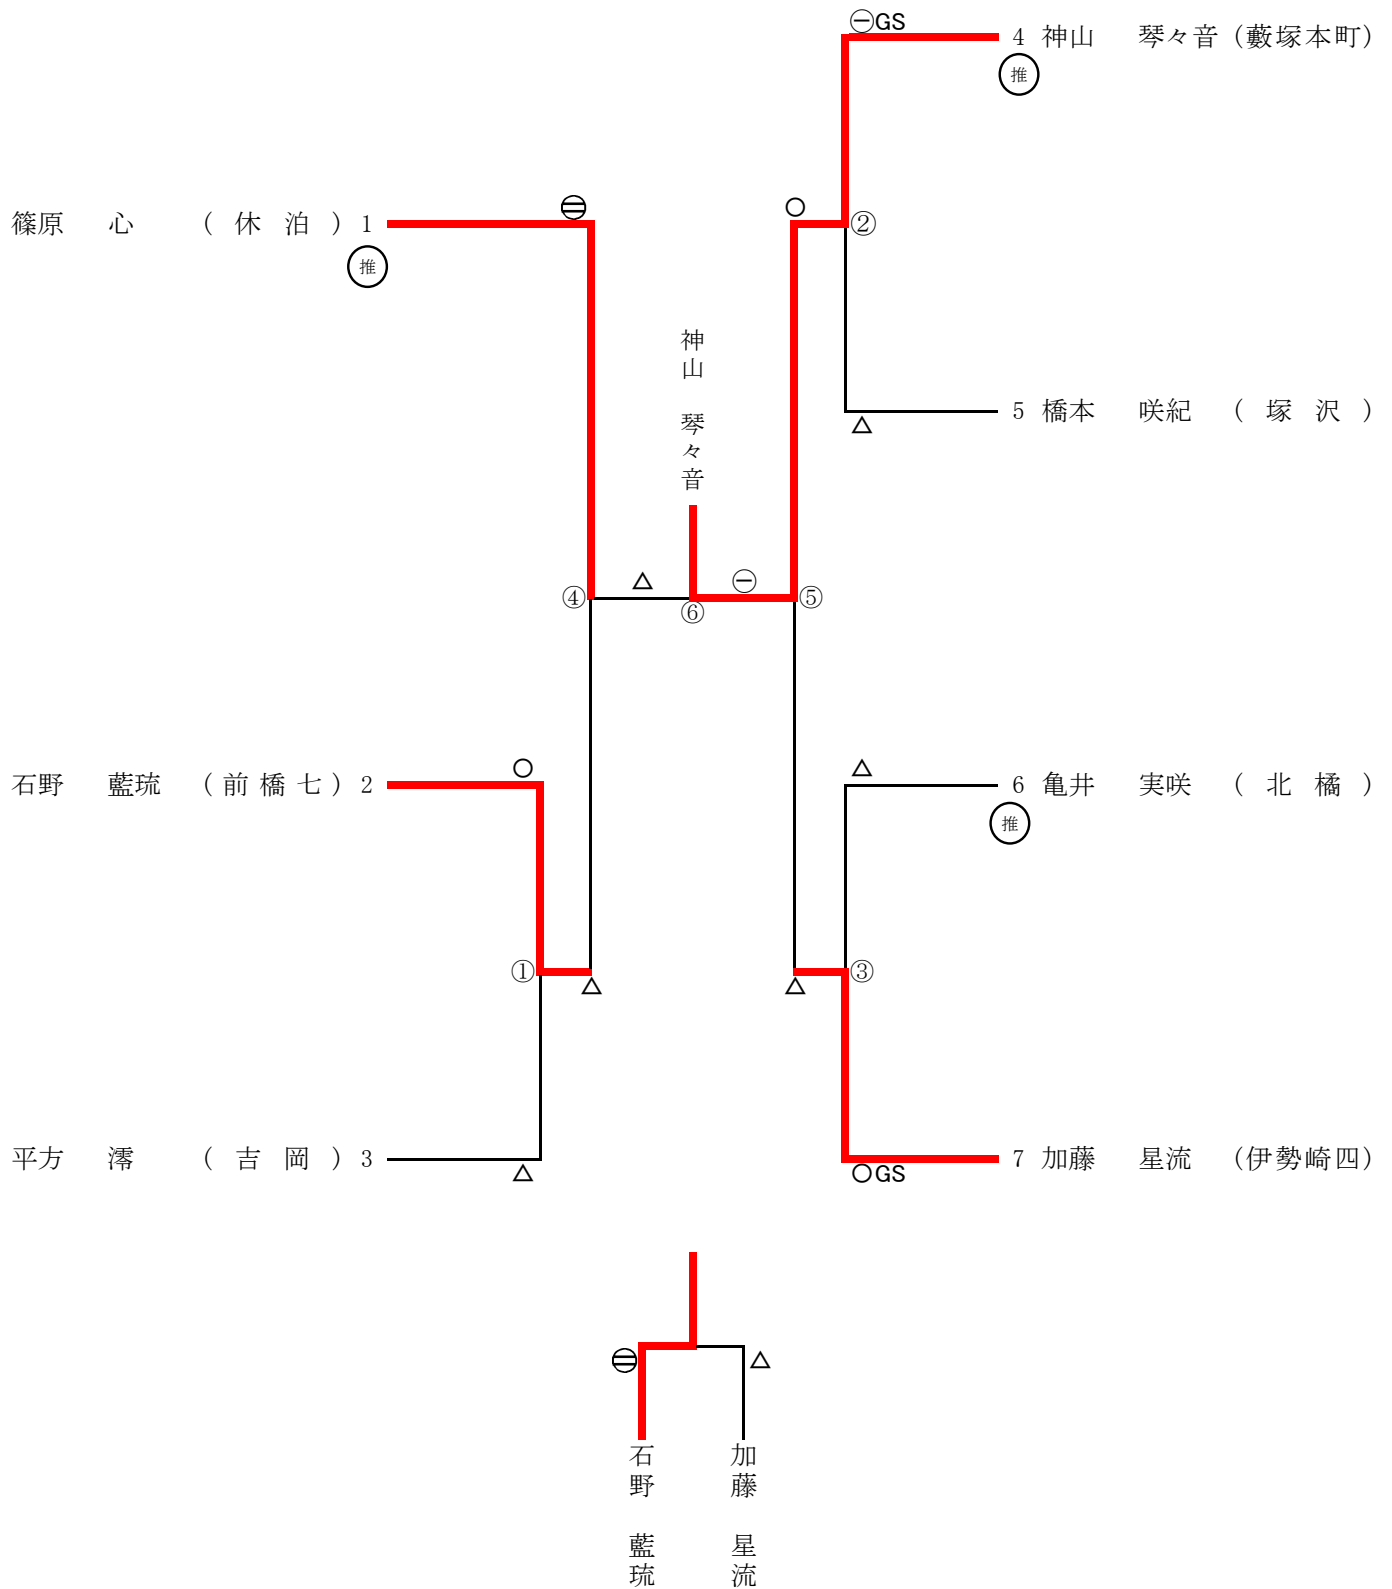 ㊀GS
4 神山 琴々音 (藪塚本町)
推
篠原 心 ( 休 泊 ) 1
推
○
②
神山 琴々音
5 橋本 咲紀 ( 塚 沢 )
△
④
△
⑥
㊀
⑤
石野 藍琉 ( 前 橋 七 ) 2
○
△
6 亀井 実咲 ( 北 橘 )
推
①
△
△
③
平方 澪 ( 吉 岡 ) 3
△
7 加藤 星流 (伊勢崎四)
○GS
△
石野 藍琉
加藤 星流